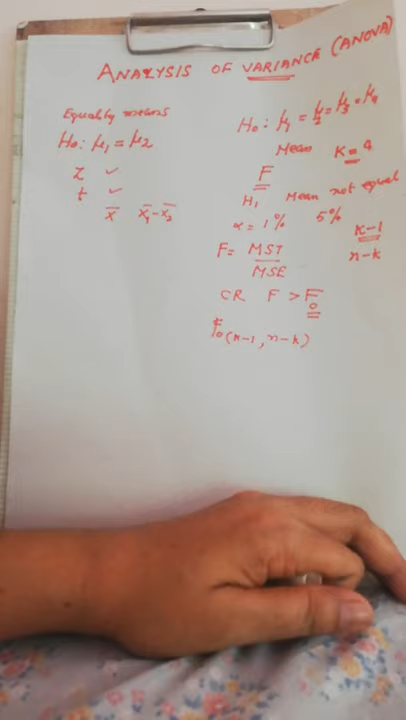 ANALYSIS OF VARIANCE (ANOVA)
Equality means
H₀: μ₁ = μ₂
Z ✓
t ✓
x̄ x̄₁-x̄₂
H₀: μ₁ = μ₂ = μ₃ = μ₄
Mean K = 4
F
H₁ Mean not equal
α = 1% 5%
K-1
n-k
F = MST
MSE
CR F > F₀
F₀(k-1, n-k)